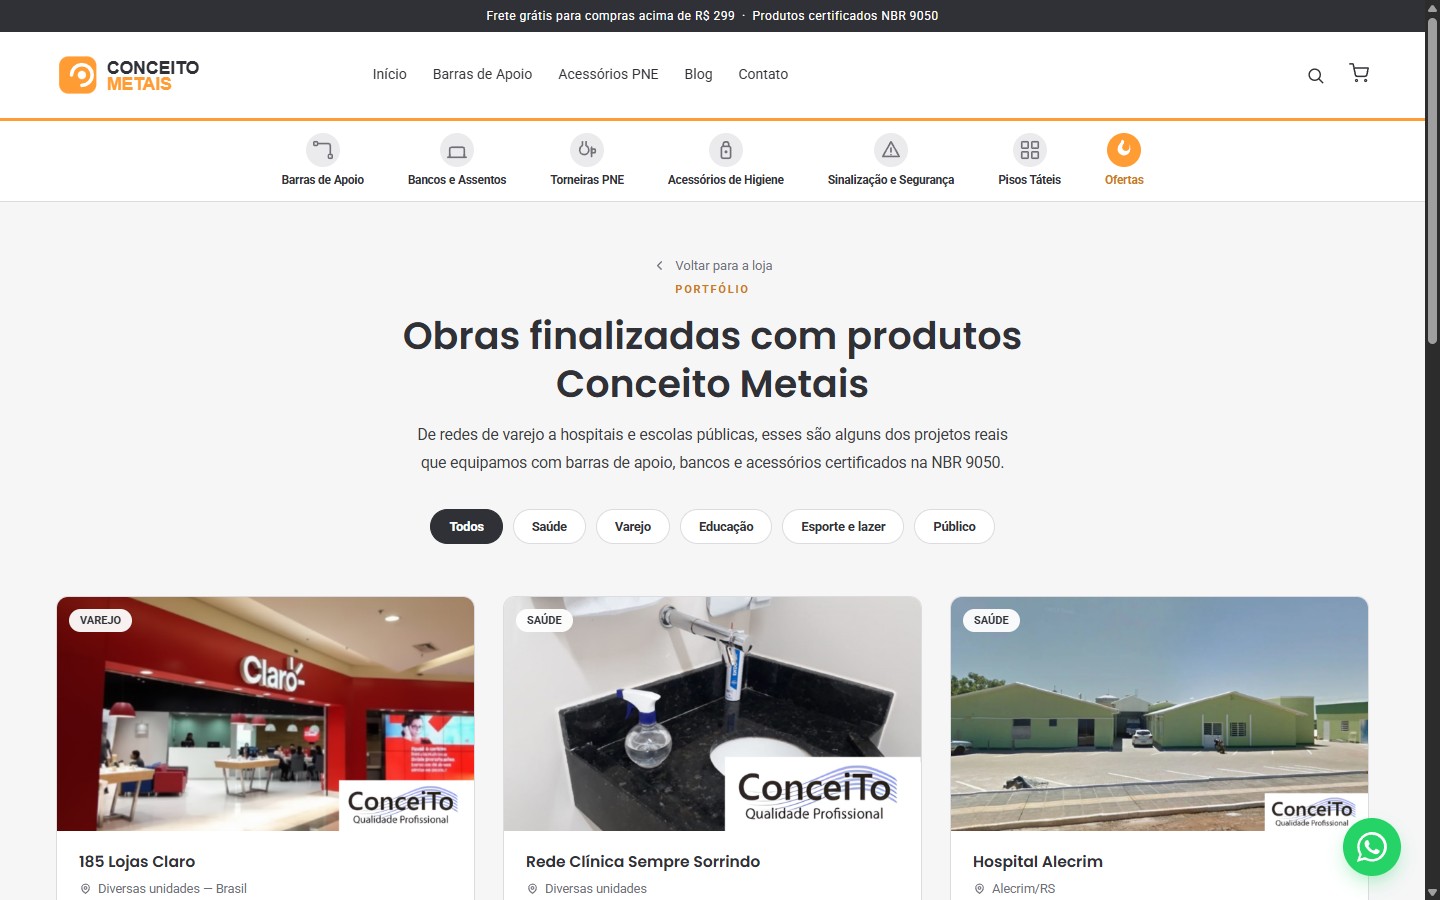 Frete grátis para compras acima de R$ 299 · Produtos certificados NBR 9050
CONCEITO
METAIS
Início
Barras de Apoio
Acessórios PNE
Blog
Contato
Barras de Apoio
Bancos e Assentos
Torneiras PNE
Acessórios de Higiene
Sinalização e Segurança
Pisos Táteis
Ofertas
Voltar para a loja
PORTFÓLIO
Obras finalizadas com produtos
Conceito Metais
De redes de varejo a hospitais e escolas públicas, esses são alguns dos projetos reais
que equipamos com barras de apoio, bancos e acessórios certificados na NBR 9050.
Todos
Saúde
Varejo
Educação
Esporte e lazer
Público
VAREJO
Claro
ConceiTo
Qualidade Profissional
SAÚDE
ConceiTo
Qualidade Profissional
SAÚDE
ConceiTo
Qualidade Profissional
185 Lojas Claro
Diversas unidades — Brasil
Rede Clínica Sempre Sorrindo
Diversas unidades
Hospital Alecrim
Alecrim/RS